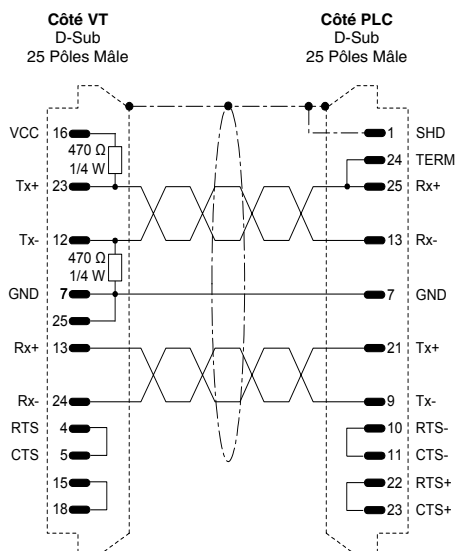 Côté VT
D-Sub
25 Pôles Mâle
Côté PLC
D-Sub
25 Pôles Mâle
VCC 16
470 Ω
1/4 W
Tx+ 23
Tx- 12
470 Ω
1/4 W
GND 7
25
Rx+ 13
Rx- 24
RTS 4
CTS 5
15
18
1 SHD
24 TERM
25 Rx+
13 Rx-
7 GND
21 Tx+
9 Tx-
10 RTS-
11 CTS-
22 RTS+
23 CTS+